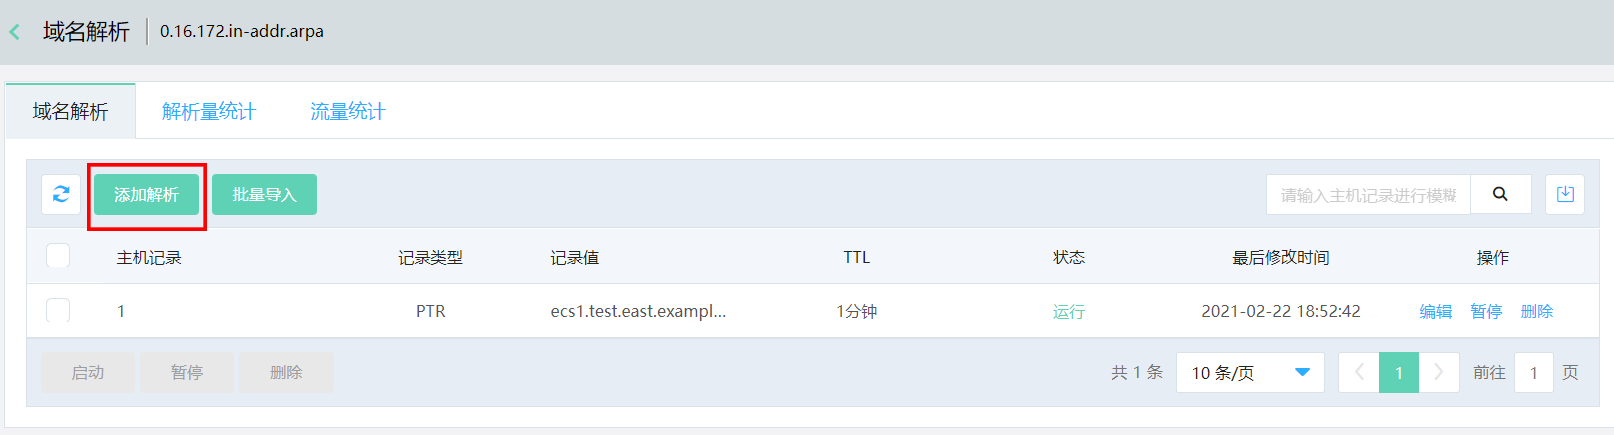 域名解析 0.16.172.in-addr.arpa
域名解析 解析量统计 流量统计
添加解析 批量导入 请输入主机记录进行模糊
主机记录 记录类型 记录值 TTL 状态 最后修改时间 操作
1 PTR ecs1.test.east.exampl... 1分钟 运行 2021-02-22 18:52:42 编辑 暂停 删除
启动 暂停 删除 共 1 条 10 条/页 1 前往 1 页